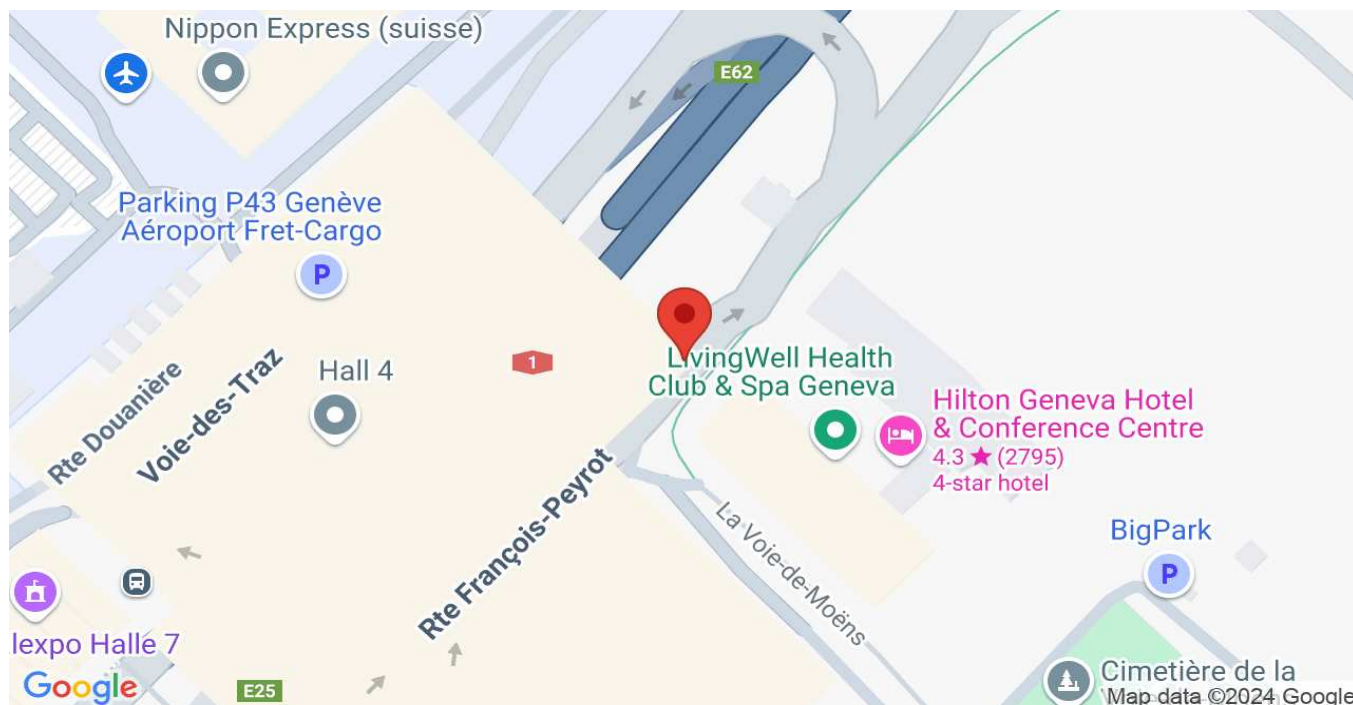 Nippon Express (suisse)
E62
Parking P43 Genève
Aéroport Fret-Cargo
P
Rte Douanière
Voie-des-Traz
Hall 4
1
LivingWell Health
Club & Spa Geneva
Hilton Geneva Hotel
& Conference Centre
4.3 ★ (2795)
4-star hotel
Rte François-Peyrot
La Voie-de-Moëns
BigPark
P
lexpo Halle 7
Google
E25
Cimetière de la
Map data ©2024 Google